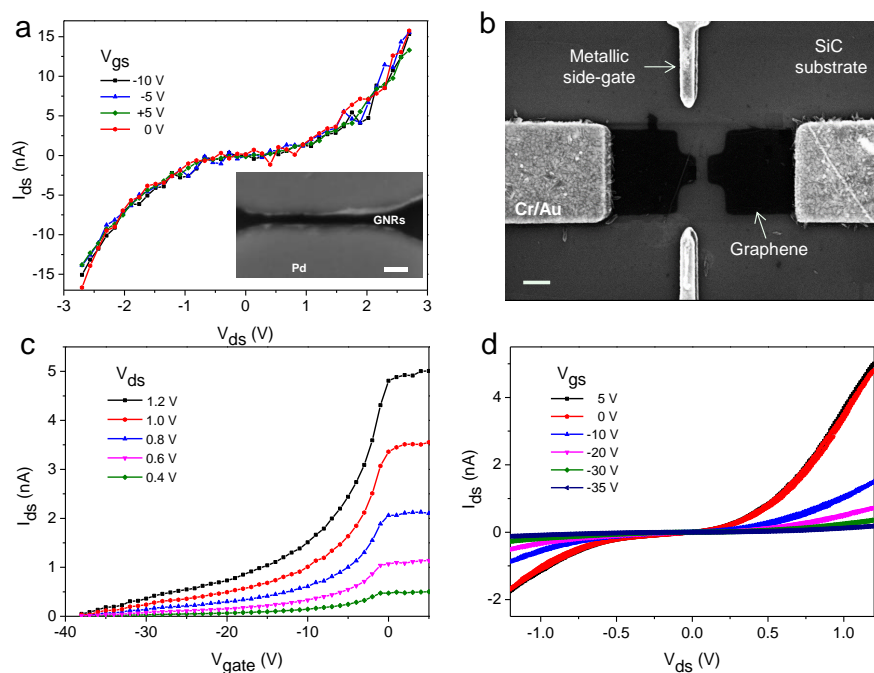 a
15
10
5
0
-5
-10
-15
I_ds (nA)
V_gs
-10 V
-5 V
+5 V
0 V
GNRs
Pd
-3
-2
-1
0
1
2
3
V_ds (V)
b
Metallic
side-gate
SiC
substrate
Cr/Au
Graphene
c
5
4
3
2
1
0
I_ds (nA)
V_ds
1.2 V
1.0 V
0.8 V
0.6 V
0.4 V
-40
-30
-20
-10
0
V_gate (V)
d
4
2
0
-2
I_ds (nA)
V_gs
5 V
0 V
-10 V
-20 V
-30 V
-35 V
-1.0
-0.5
0.0
0.5
1.0
V_ds (V)